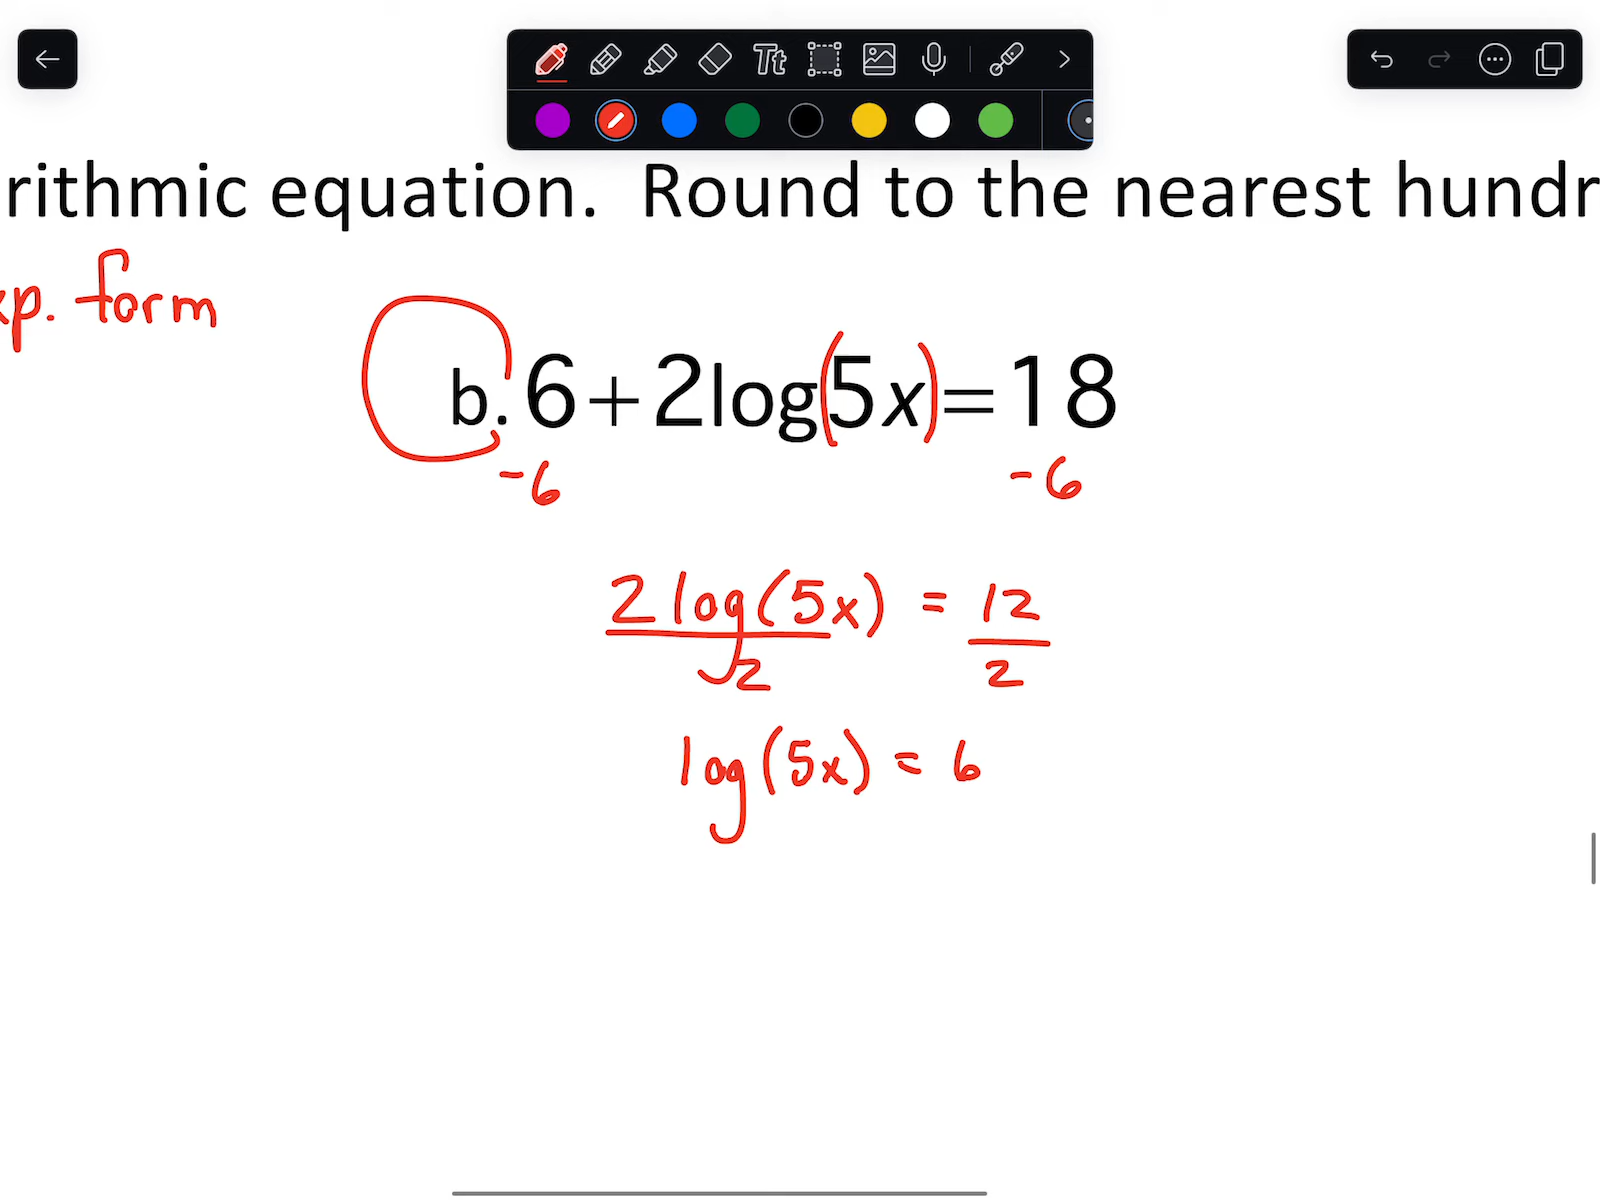 Tt
rithmic equation. Round to the nearest hundr
xp. form
b. 6+2log(5x)=18
-6 -6
2 log(5x) = 12
2 2
log(5x) = 6